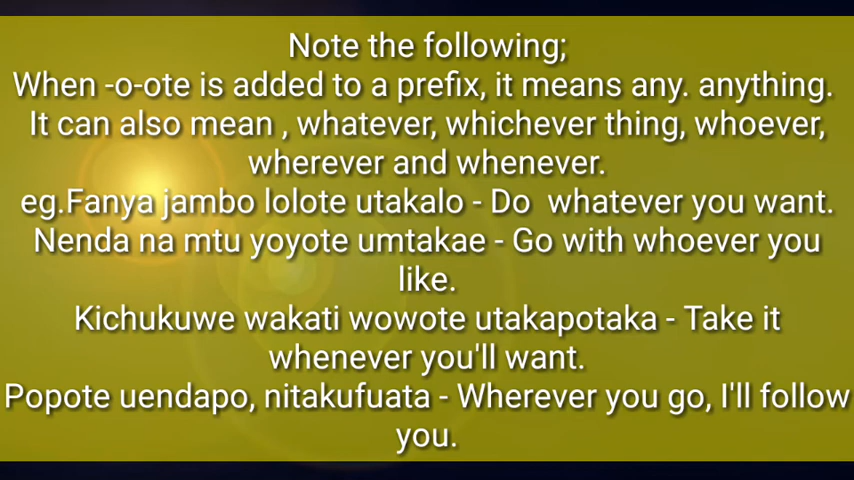 Note the following;
When -o-ote is added to a prefix, it means any. anything.
It can also mean , whatever, whichever thing, whoever,
wherever and whenever.
eg.Fanya jambo lolote utakalo - Do  whatever you want.
Nenda na mtu yoyote umtakae - Go with whoever you
like.
Kichukuwe wakati wowote utakapotaka - Take it
whenever you'll want.
Popote uendapo, nitakufuata - Wherever you go, I'll follow
you.